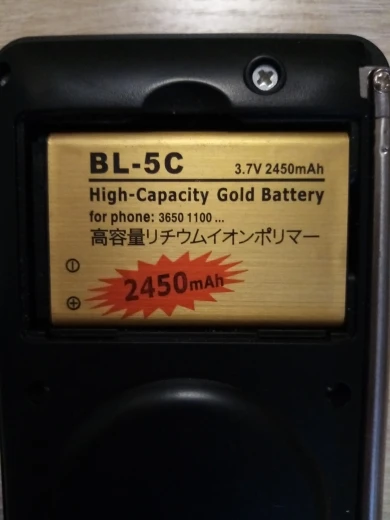 BL-5C 3.7V 2450mAh
High-Capacity Gold Battery
for phone: 3650 1100 ...
高容量リチウムイオンポリマー
2450mAh